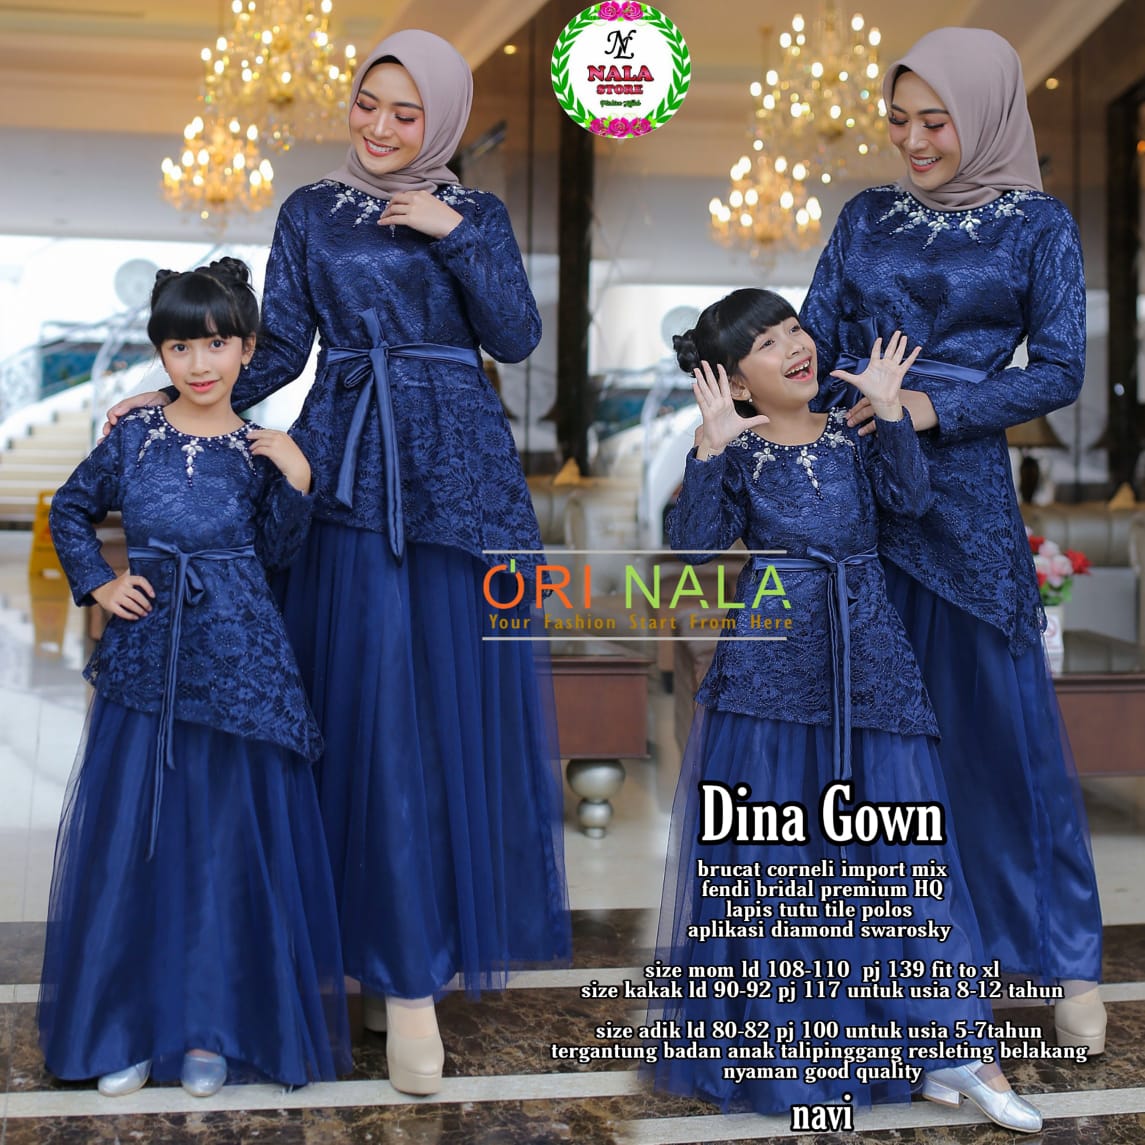 NL
NALA
STORE
ORI NALA
Your Fashion Start From Here
Dina Gown
brucat corneli import mix
fendi bridal premium HQ
lapis tutu tile polos
aplikasi diamond swarosky
size mom ld 108-110 pj 139 fit to xl
size kakak ld 90-92 pj 117 untuk usia 8-12 tahun
size adik ld 80-82 pj 100 untuk usia 5-7tahun
tergantung badan anak talipinggang resleting belakang
nyaman good quality
navi